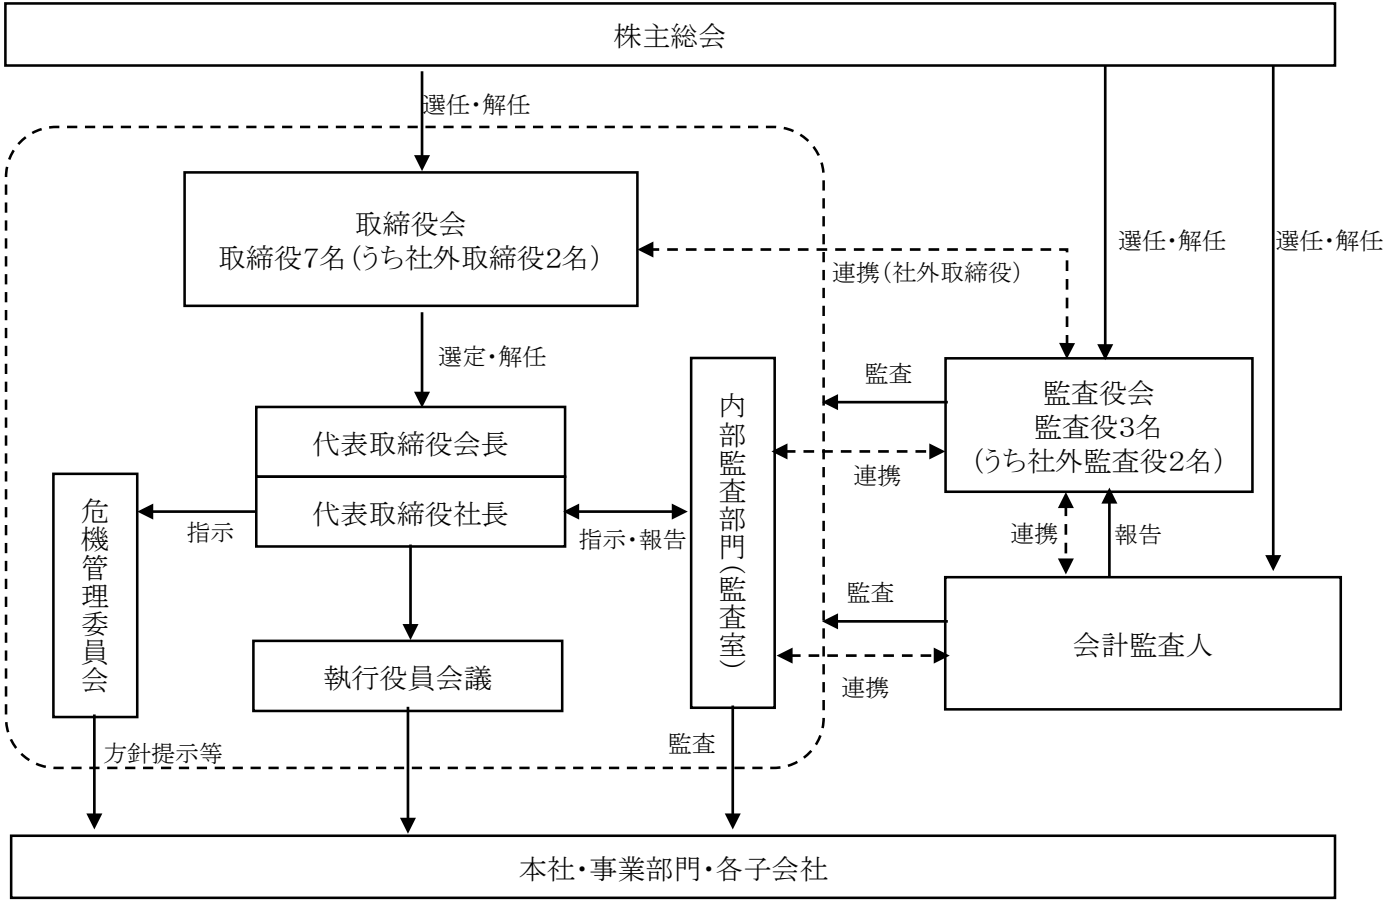 株主総会
選任・解任
取締役会
取締役7名(うち社外取締役2名)
選任・解任
選任・解任
連携(社外取締役)
選定・解任
監査
監査役会
監査役3名
(うち社外監査役2名)
代表取締役会長
代表取締役社長
内部監査部門(監査室)
連携
危機管理委員会
指示
指示・報告
連携
報告
監査
会計監査人
執行役員会議
連携
方針提示等
監査
本社・事業部門・各子会社